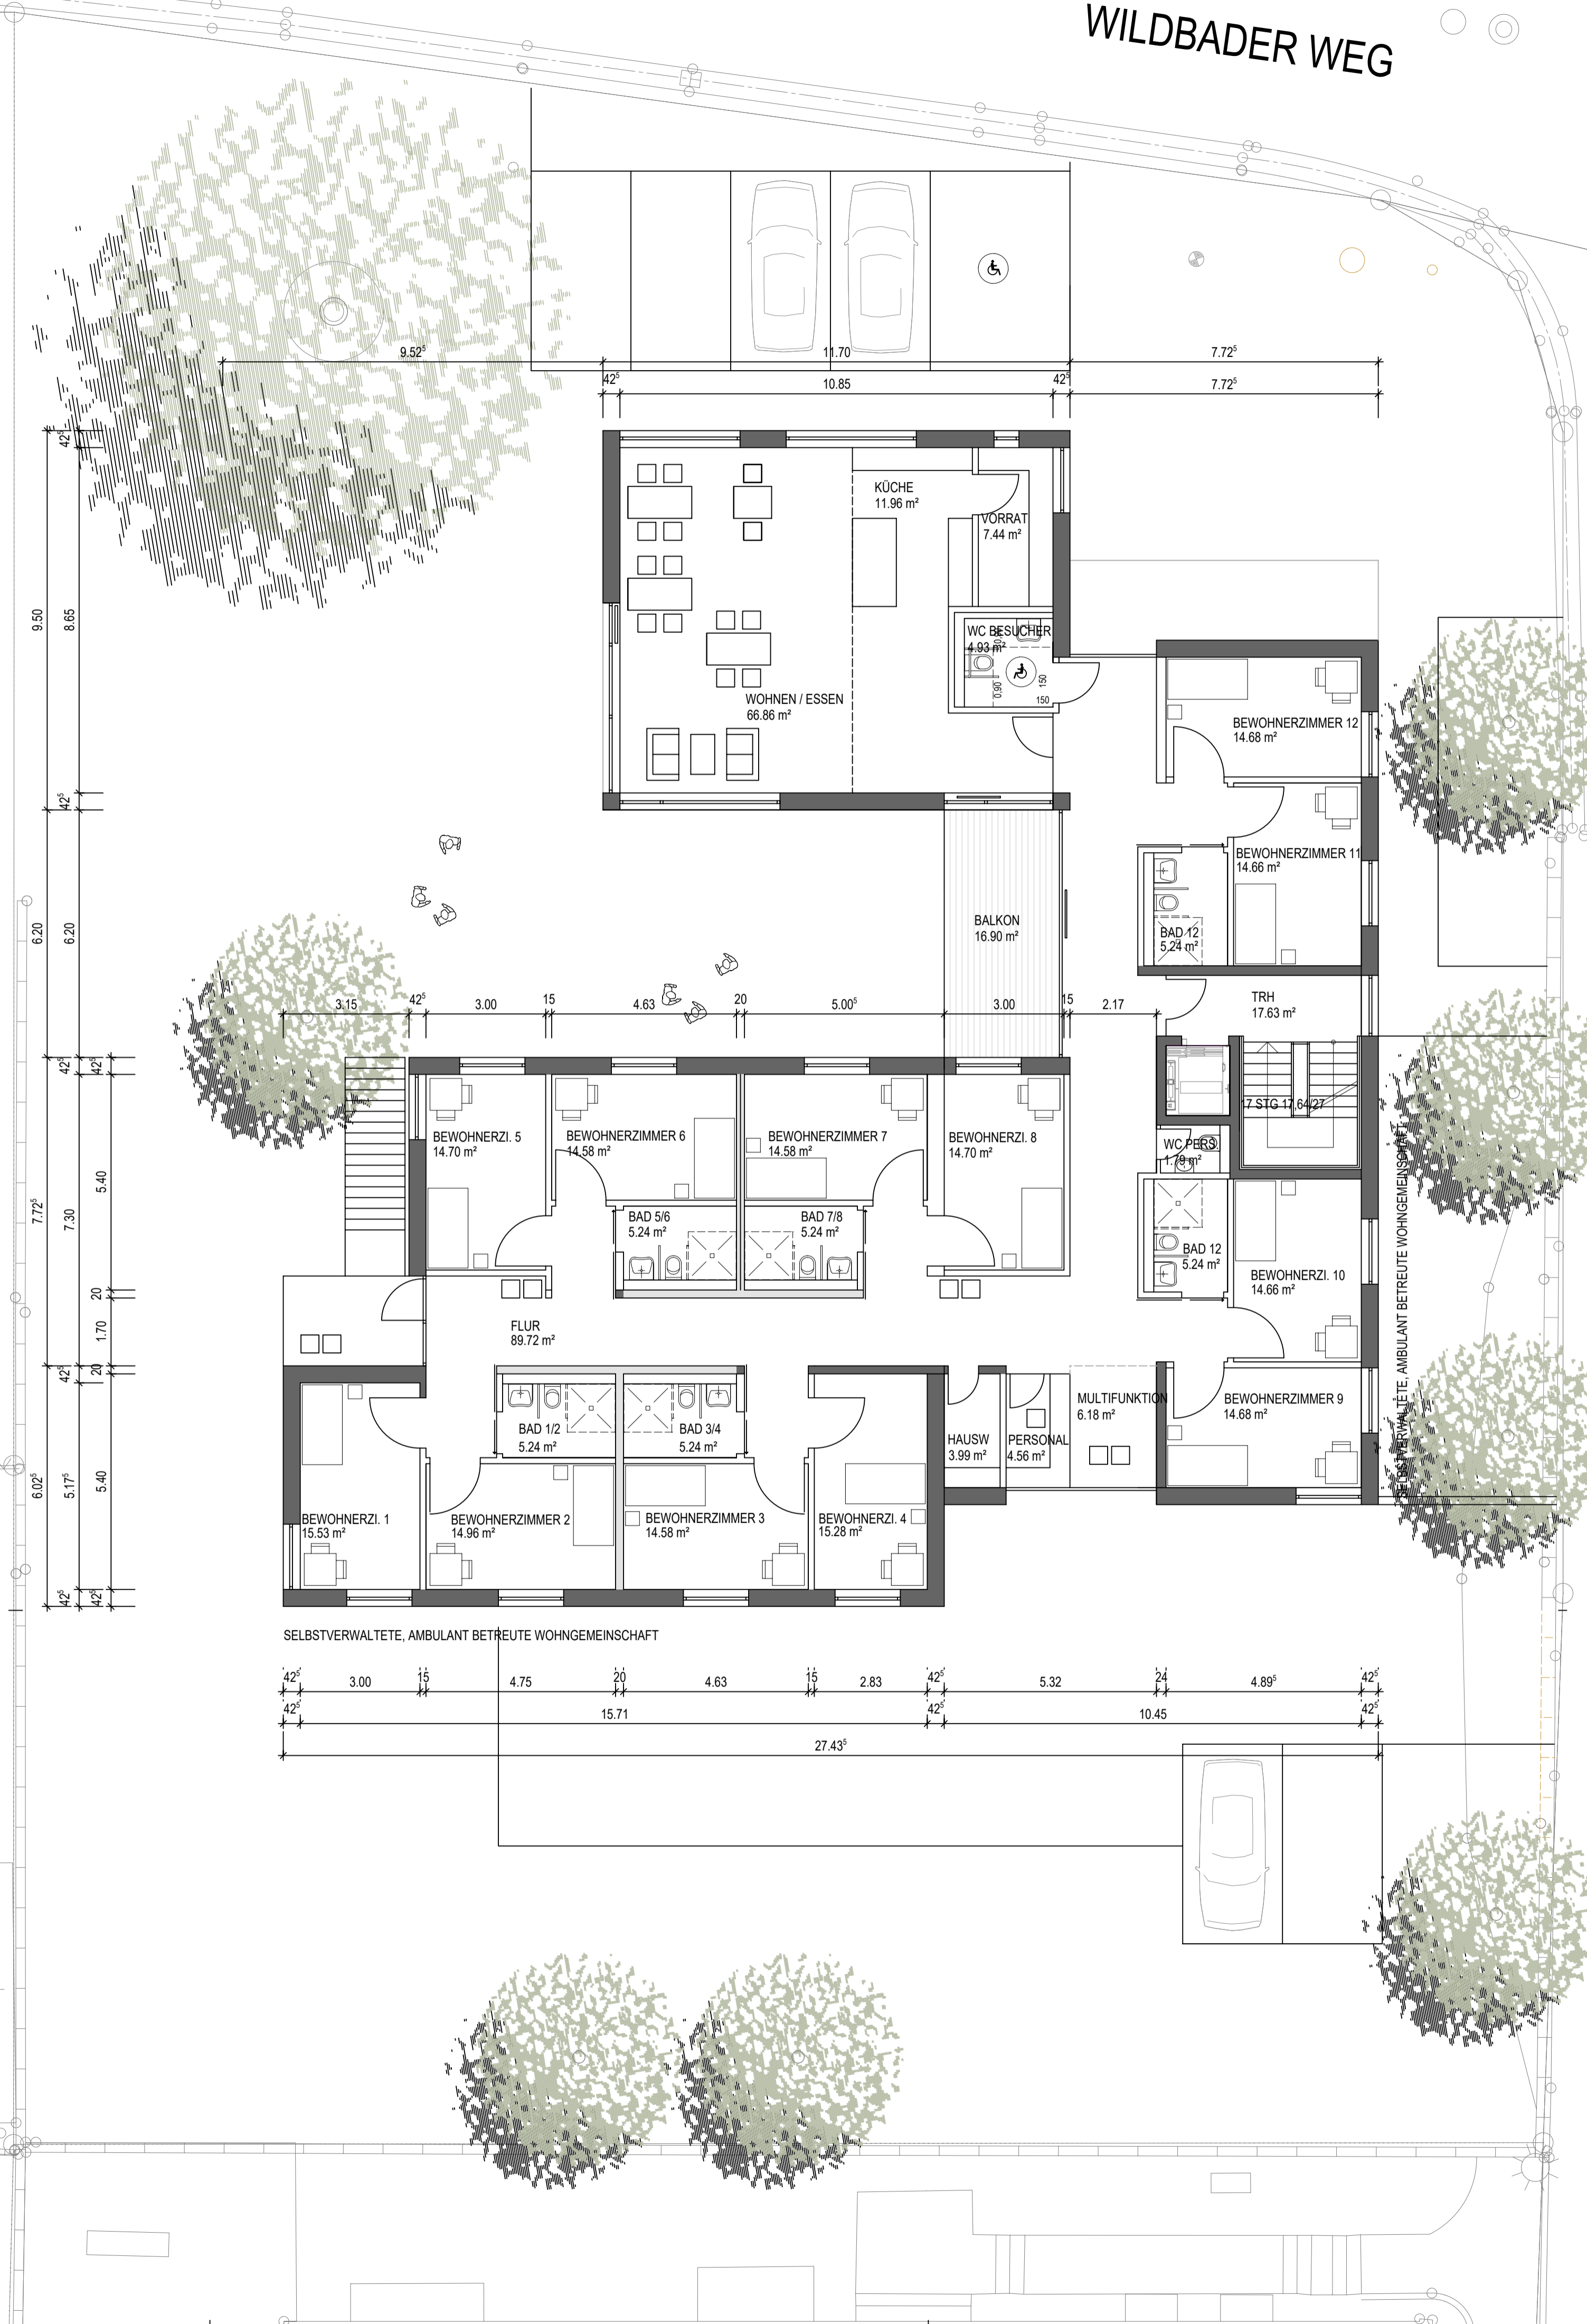 WILDBADER WEG
9.52⁵
11.70
7.72⁵
42⁵
10.85
42⁵
7.72⁵
42⁵
9.50
8.65
42⁵
KÜCHE
11.96 m²
VORRAT
7.44 m²
WC BESUCHER
4.93 m²
0,90
150
150
WOHNEN / ESSEN
66.86 m²
BEWOHNERZIMMER 12
14.68 m²
BEWOHNERZIMMER 11
14.66 m²
BAD 12
5,24 m²
BALKON
16.90 m²
6.20
6.20
TRH
17.63 m²
3.15
42⁵
3.00
15
4.63
20
5.00⁵
3.00
15
2.17
42⁵
42⁵
17 STG 17,64/27
BEWOHNERZI. 5
14.70 m²
BEWOHNERZIMMER 6
14.58 m²
BEWOHNERZIMMER 7
14.58 m²
BEWOHNERZI. 8
14.70 m²
WC PERS.
1.79 m²
7.72⁵
7.30
5.40
BAD 5/6
5.24 m²
BAD 7/8
5.24 m²
BAD 12
5.24 m²
BEWOHNERZI. 10
14.66 m²
20
1.70
20
42⁵
FLUR
89.72 m²
SELBSTVERWALTETE, AMBULANT BETREUTE WOHNGEMEINSCHAFT
MULTIFUNKTION
6.18 m²
BEWOHNERZIMMER 9
14.68 m²
BAD 1/2
5.24 m²
BAD 3/4
5.24 m²
HAUSW
3.99 m²
PERSONAL
4.56 m²
6.02⁵
5.17⁵
5.40
BEWOHNERZI. 1
15.53 m²
BEWOHNERZIMMER 2
14.96 m²
BEWOHNERZIMMER 3
14.58 m²
BEWOHNERZI. 4
15.28 m²
42⁵
42⁵
SELBSTVERWALTETE, AMBULANT BETREUTE WOHNGEMEINSCHAFT
42⁵
3.00
15
4.75
20
4.63
15
2.83
42⁵
5.32
24
4.89⁵
42⁵
42⁵
15.71
42⁵
10.45
42⁵
27.43⁵